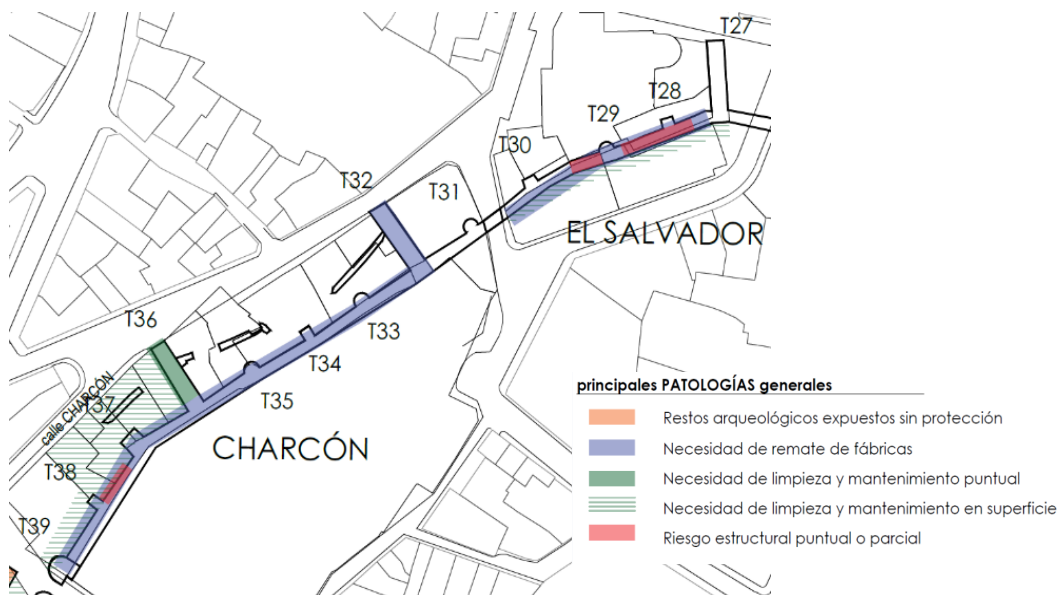 T27
T28
T29
T30
T31
T32
EL SALVADOR
T33
T34
T35
T36
T37
calle CHARCÓN
CHARCÓN
T38
T39
principales PATOLOGÍAS generales
Restos arqueológicos expuestos sin protección
Necesidad de remate de fábricas
Necesidad de limpieza y mantenimiento puntual
Necesidad de limpieza y mantenimiento en superficie
Riesgo estructural puntual o parcial